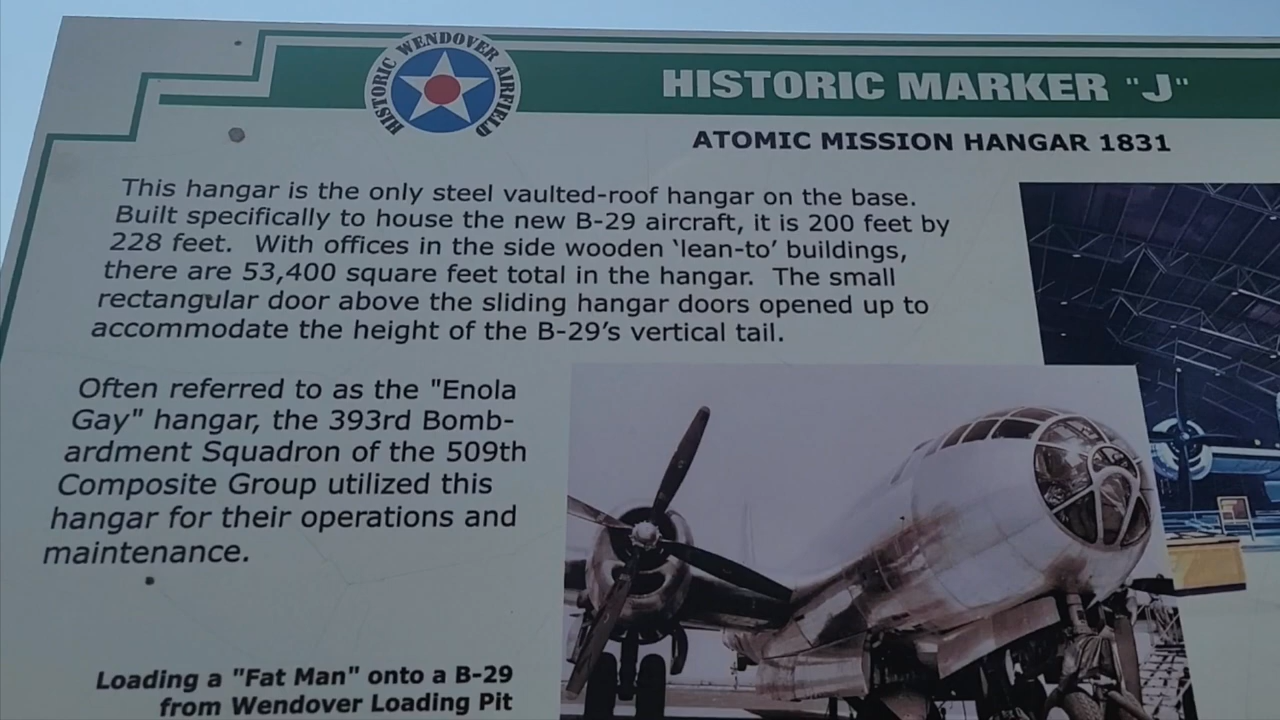 HISTORIC WENDOVER AIRFIELD
HISTORIC MARKER "J"
ATOMIC MISSION HANGAR 1831
This hangar is the only steel vaulted-roof hangar on the base.
Built specifically to house the new B-29 aircraft, it is 200 feet by
228 feet.  With offices in the side wooden ‘lean-to’ buildings,
there are 53,400 square feet total in the hangar.  The small
rectangular door above the sliding hangar doors opened up to
accommodate the height of the B-29’s vertical tail.
Often referred to as the "Enola
Gay" hangar, the 393rd Bomb-
ardment Squadron of the 509th
Composite Group utilized this
hangar for their operations and
maintenance.
Loading a "Fat Man" onto a B-29
from Wendover Loading Pit